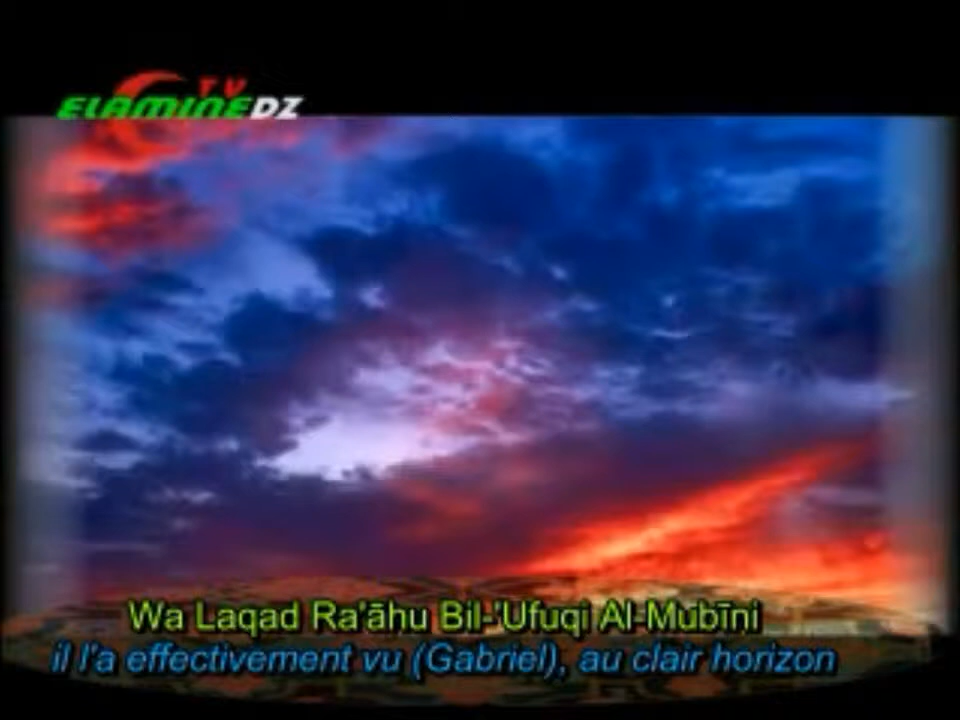 TV
ELAMINEDZ
Wa Laqad Ra'āhu Bil-'Ufuqi Al-Mubīni
il l'a effectivement vu (Gabriel), au clair horizon